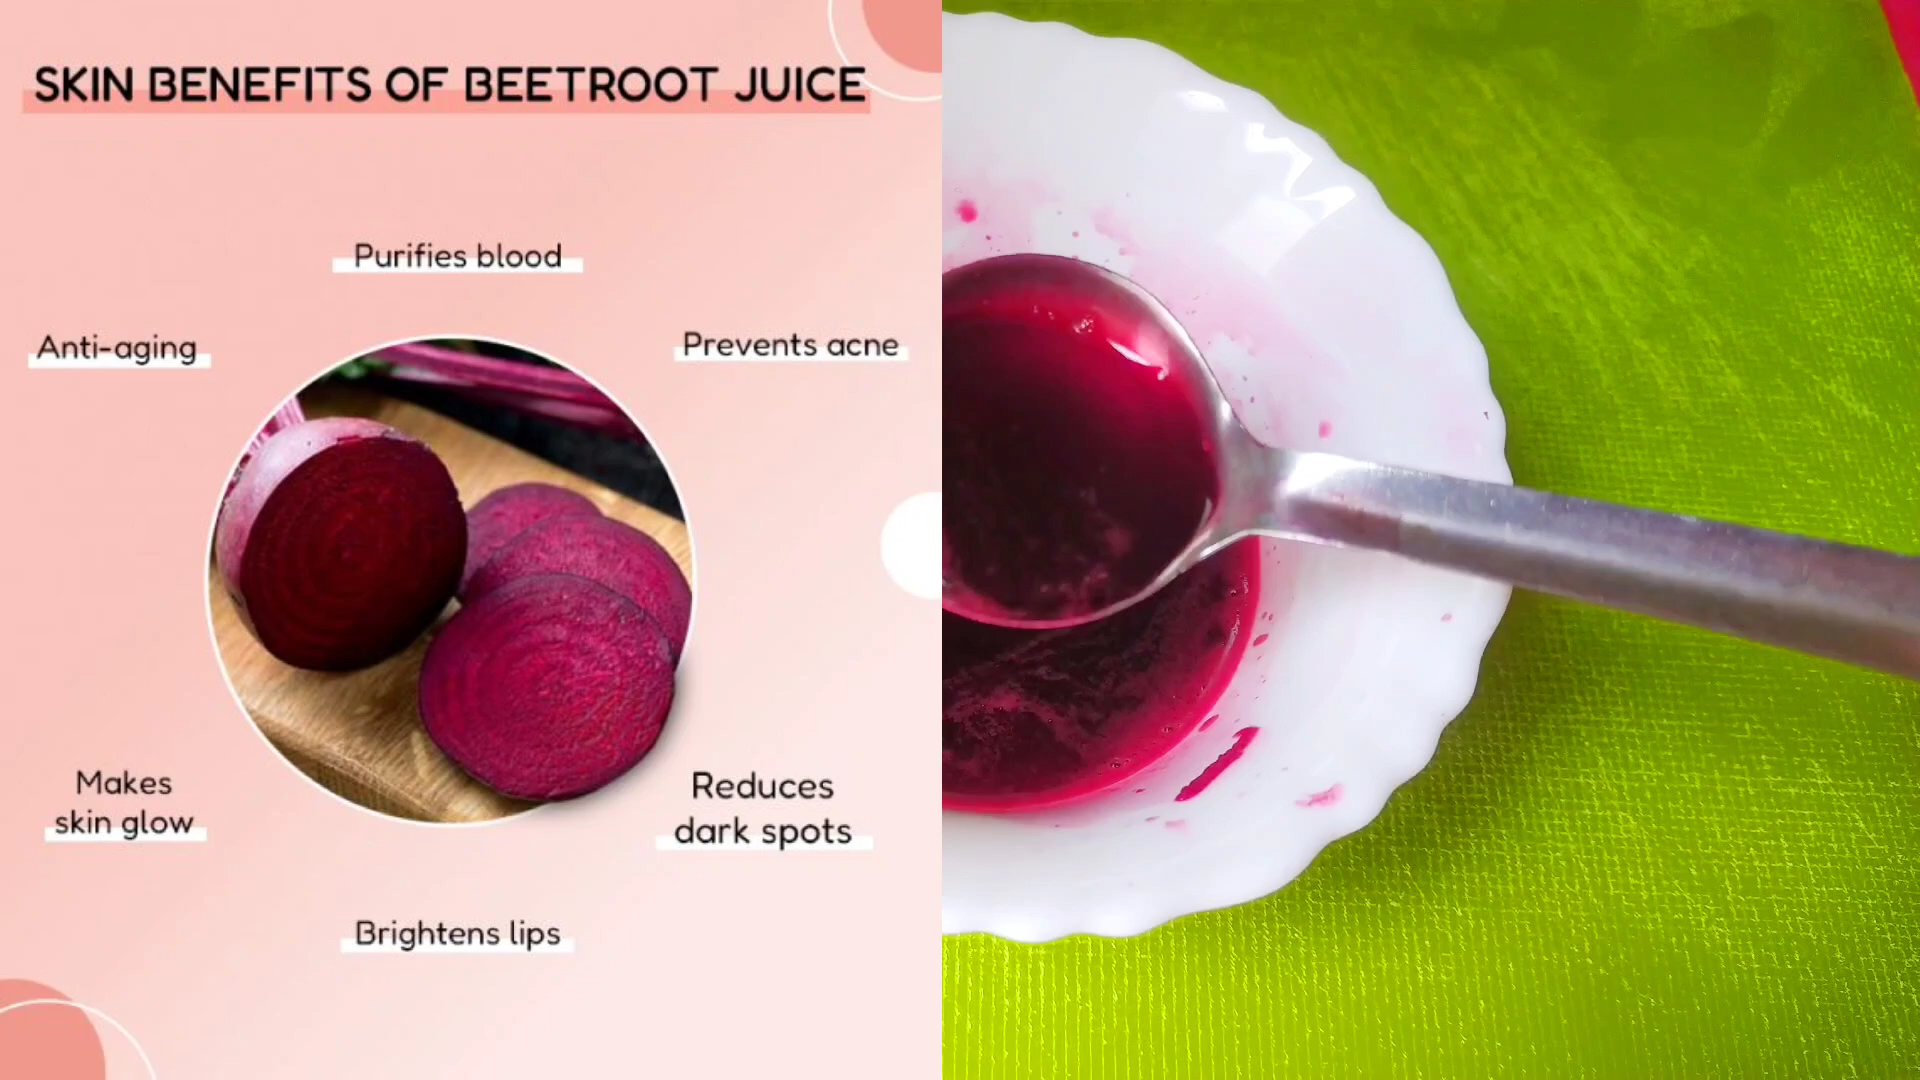 SKIN BENEFITS OF BEETROOT JUICE
Purifies blood
Anti-aging
Prevents acne
Makes
skin glow
Reduces
dark spots
Brightens lips